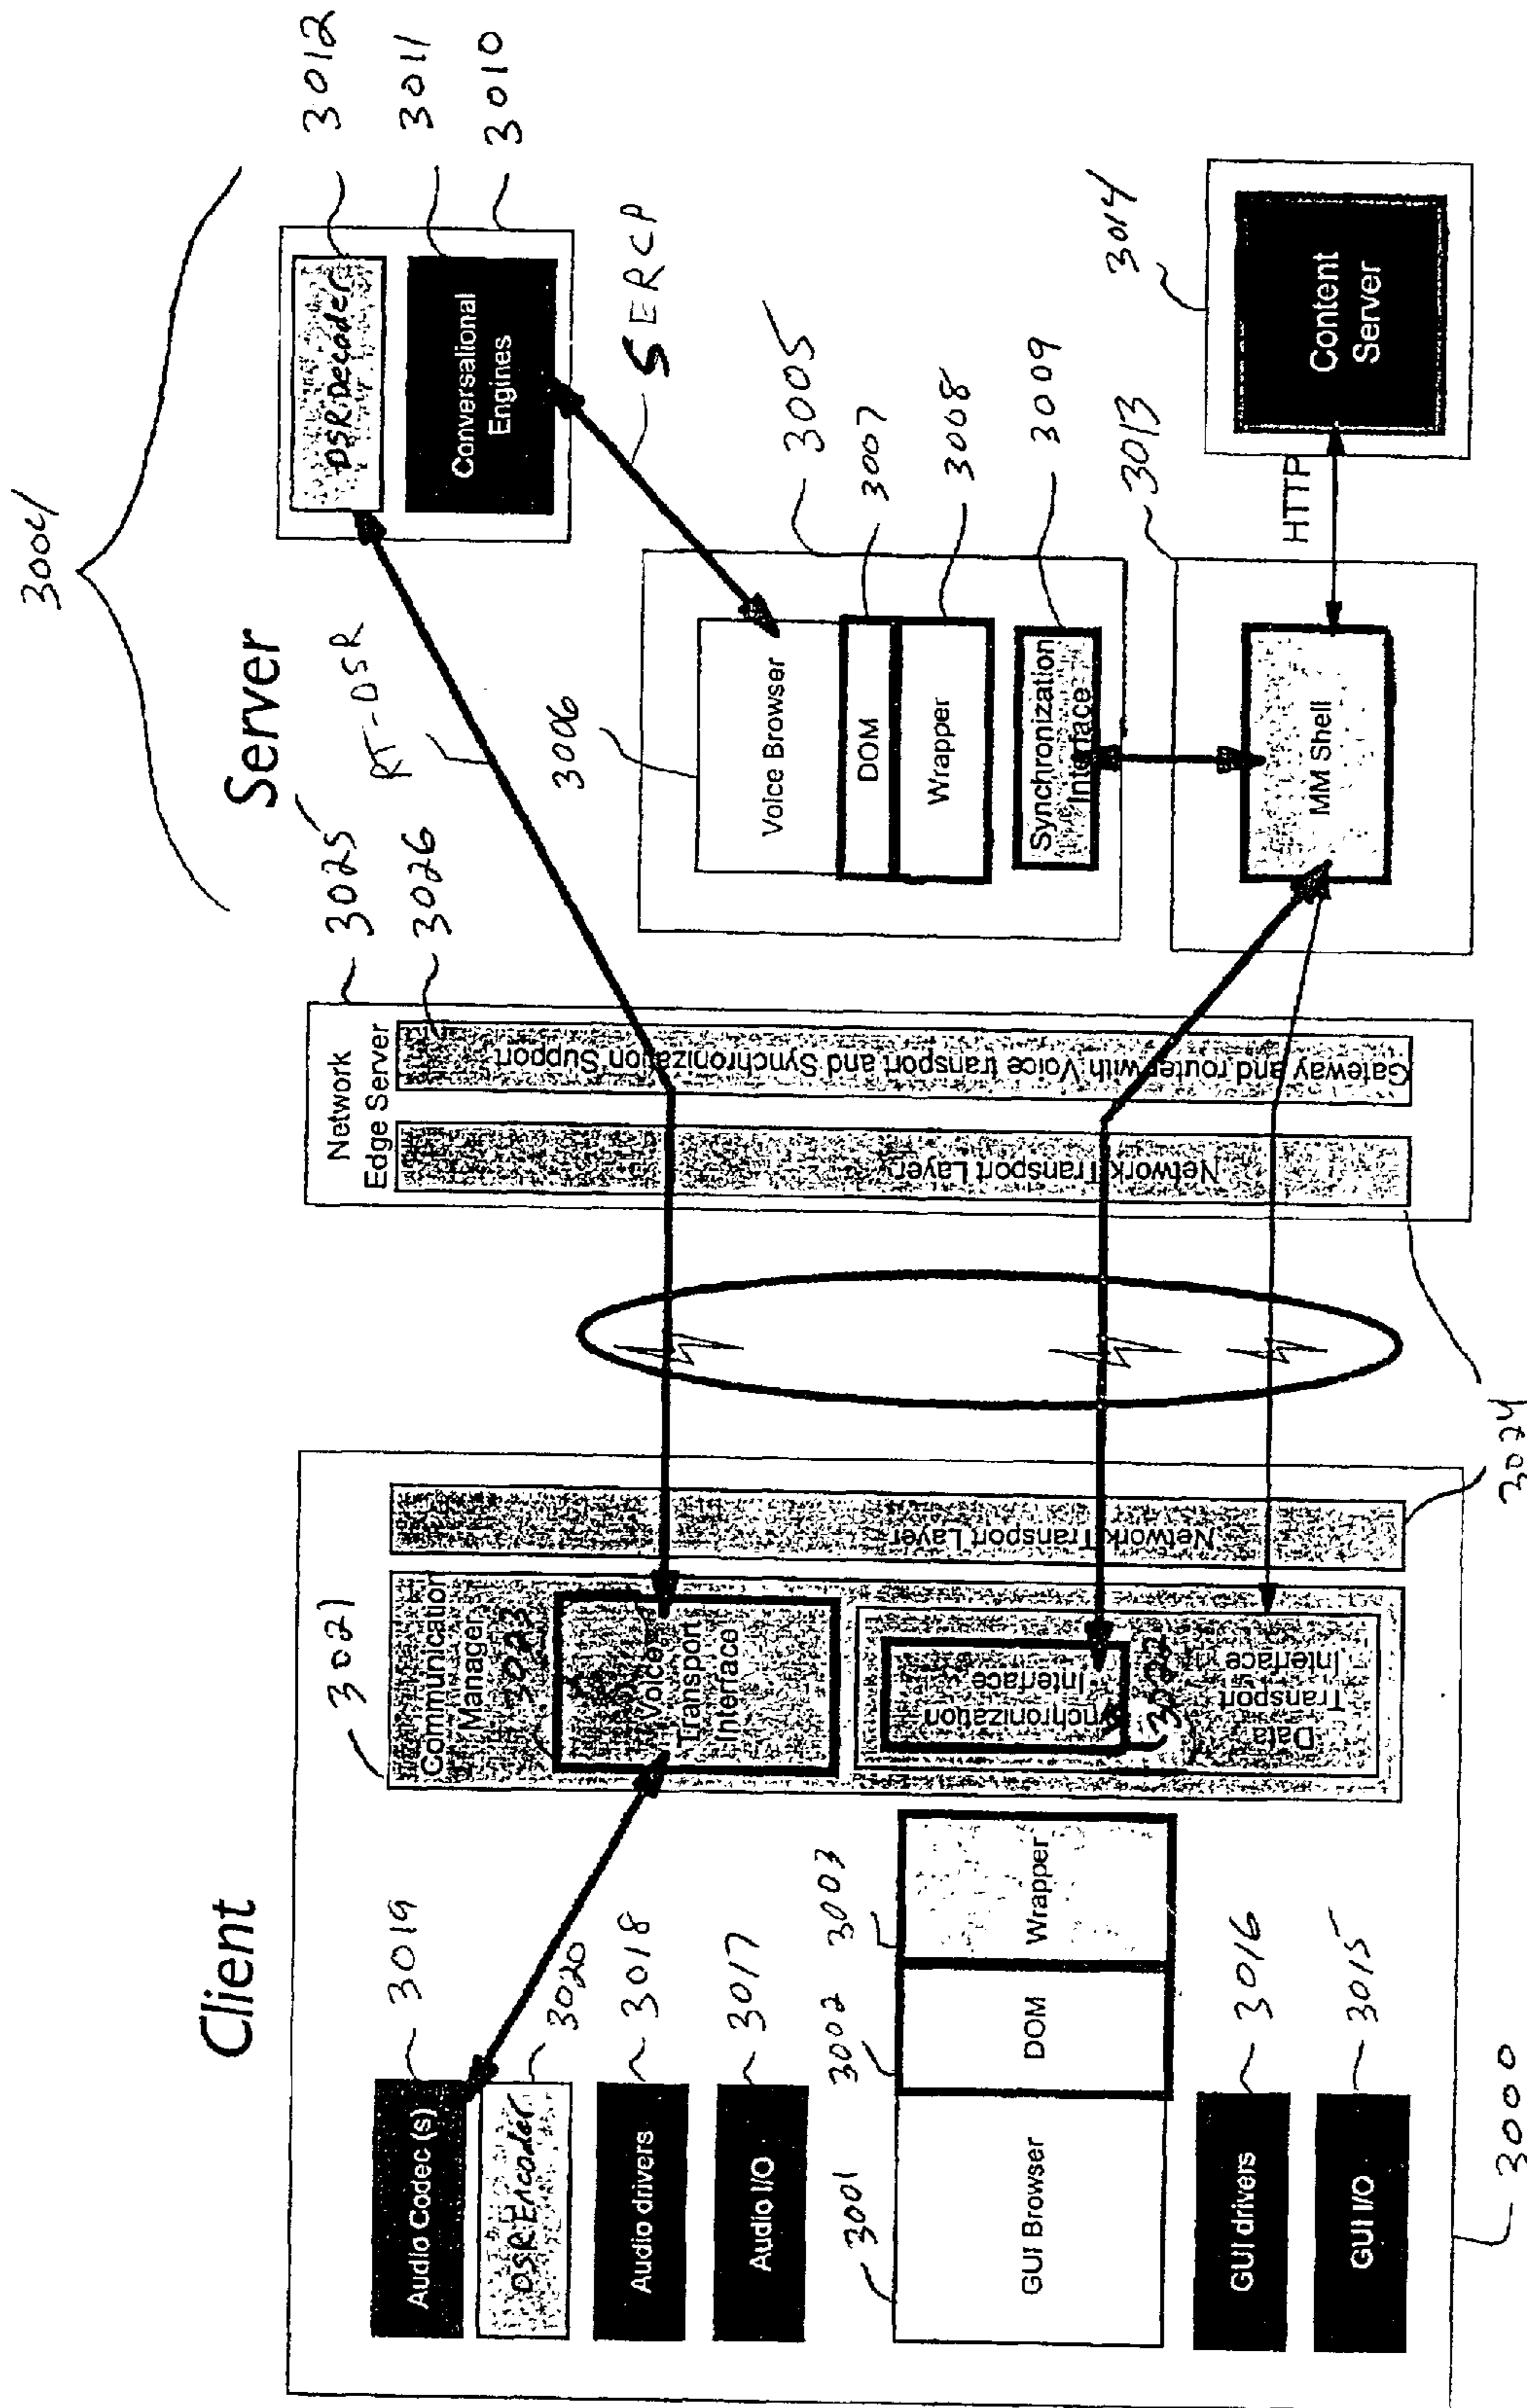 Client
Server
3004
3019
Audio Codec (s)
DSR Encoder
3020
Audio drivers
3018
Audio I/O
3017
3001
3002
3003
GUI Browser
DOM
Wrapper
GUI drivers
3016
GUI I/O
3015
3000
3021
Communication
Manager
3023
Voice
Transport
Interface
Synchronization
Interface
3022
Data
Transport
Interface
Network Transport Layer
3024
Network
Edge Server
3025
3026
Network Transport Layer
Gateway and router with Voice transport and Synchronization Support
RT-DSR
DSR Decoder
3012
Conversational
Engines
3011
3010
SERCP
3006
Voice Browser
3005
DOM
3007
Wrapper
3008
Synchronization
Interface
3009
3013
MM Shell
HTTP
3014
Content
Server